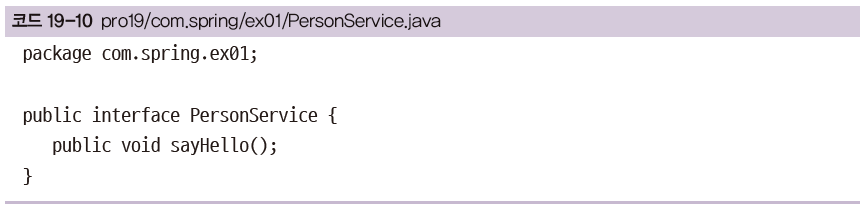 코드 19-10 pro19/com.spring/ex01/PersonService.java
package com.spring.ex01;
public interface PersonService {
   public void sayHello();
}